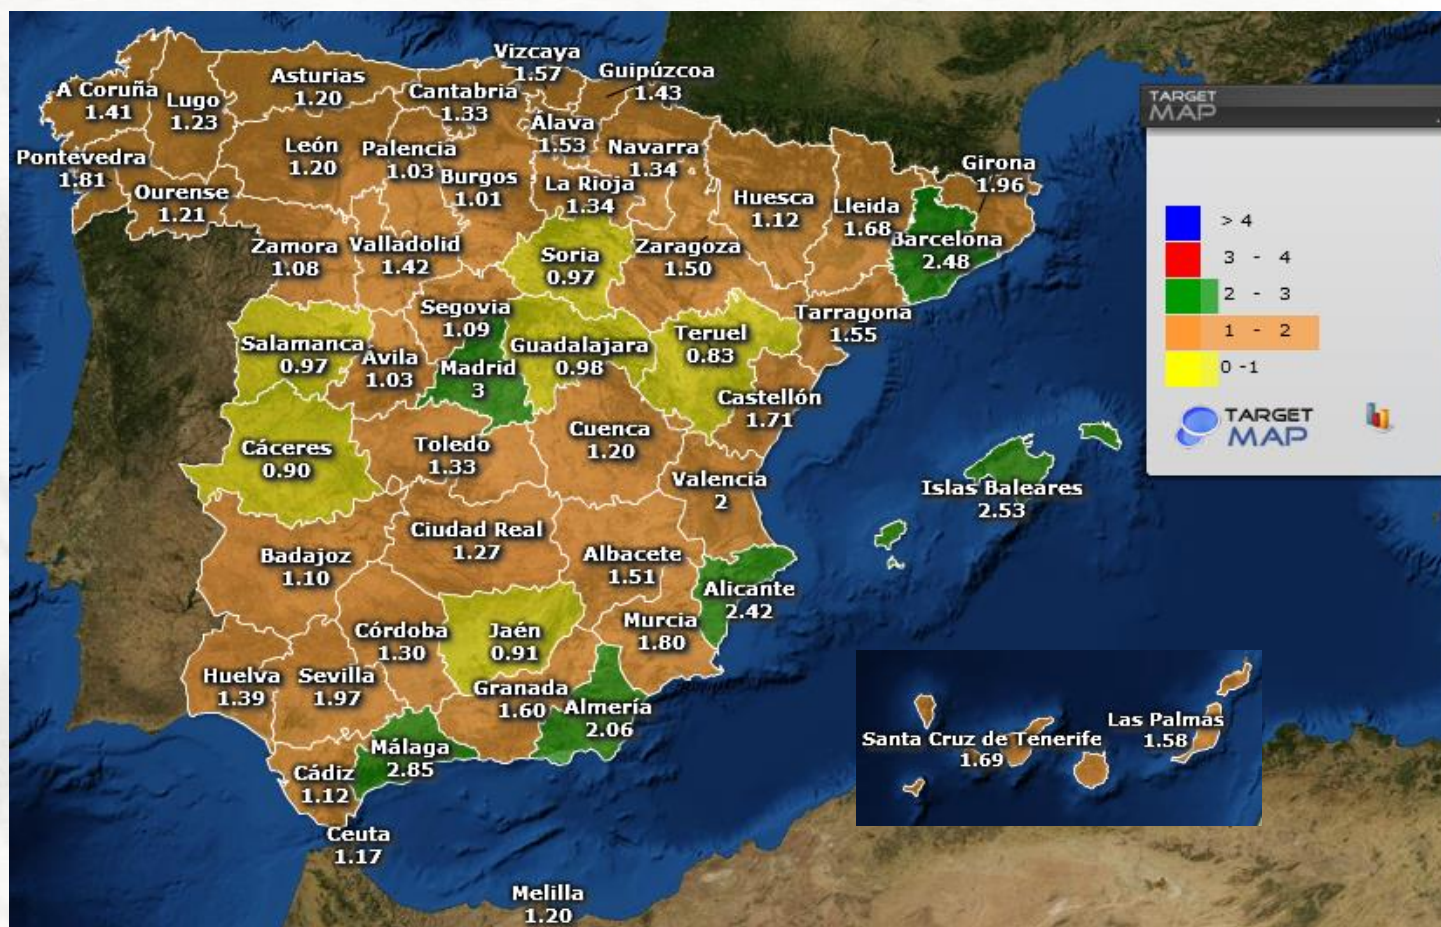 Vizcaya
1.57
Guipúzcoa
1.43
Asturias
1.20
Cantabria
1.33
A Coruña
1.41
Lugo
1.23
Álava
1.53
León
1.20
Palencia
1.03
Navarra
1.34
Pontevedra
1.81
Burgos
1.01
La Rioja
1.34
Girona
1.96
Ourense
1.21
Huesca
1.12
Lleida
1.68
Barcelona
2.48
Zamora
1.08
Valladolid
1.42
Soria
0.97
Zaragoza
1.50
Segovia
1.09
Tarragona
1.55
Salamanca
0.97
Ávila
1.03
Madrid
3
Guadalajara
0.98
Teruel
0.83
Castellón
1.71
Cáceres
0.90
Toledo
1.33
Cuenca
1.20
Valencia
2
Islas Baleares
2.53
Badajoz
1.10
Ciudad Real
1.27
Albacete
1.51
Alicante
2.42
Córdoba
1.30
Jaén
0.91
Murcia
1.80
Huelva
1.39
Sevilla
1.97
Granada
1.60
Almería
2.06
Málaga
2.85
Cádiz
1.12
Ceuta
1.17
Melilla
1.20
Santa Cruz de Tenerife
1.69
Las Palmas
1.58
TARGET
MAP
> 4
3 - 4
2 - 3
1 - 2
0 -1
TARGET
MAP